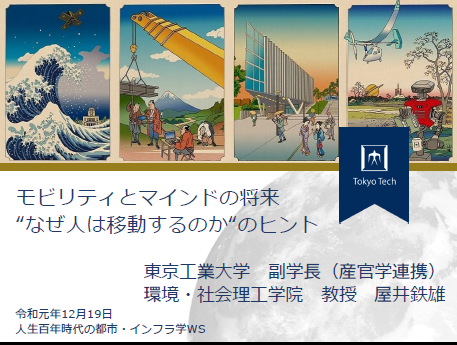 Tokyo Tech
モビリティとマインドの将来
“なぜ人は移動するのか“のヒント
東京工業大学　副学長（産官学連携）
環境・社会理工学院　教授　屋井鉄雄
令和元年12月19日
人生百年時代の都市・インフラ学WS